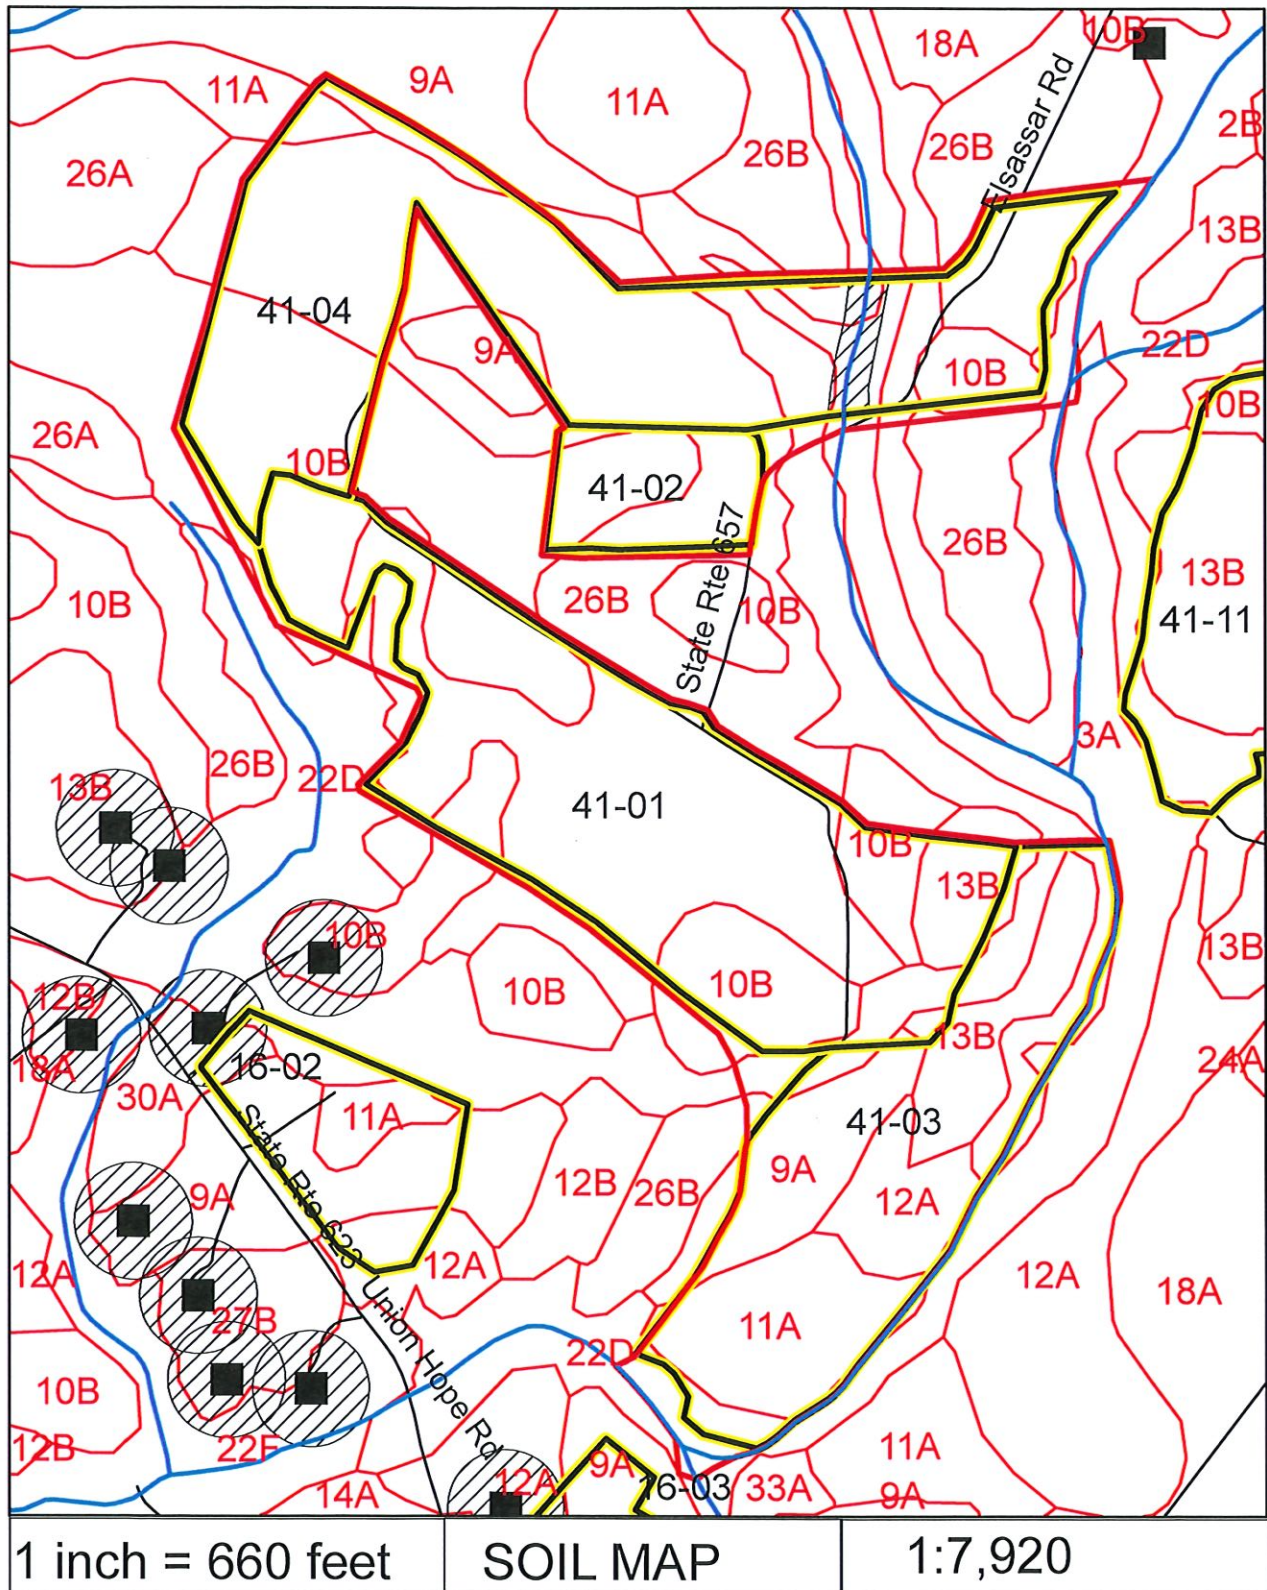 10B
18A
9A
11A
11A
Elsassar Rd
2B
26B
26B
26A
13B
41-04
22D
9A
10B
10B
26A
10B
41-02
State Rte 657
26B
13B
10B
26B
10B
41-11
3A
26B
22D
13B
41-01
10B
13B
10B
13B
12B
10B
10B
13B
24A
18A
16-02
30A
11A
41-03
State Rte 623 Union Hope Rd
9A
12B
26B
9A
12A
12A
12A
12A
18A
27B
11A
22D
10B
12B
22F
11A
9A
12A
16-03
33A
9A
14A
1 inch = 660 feet
SOIL MAP
1:7,920